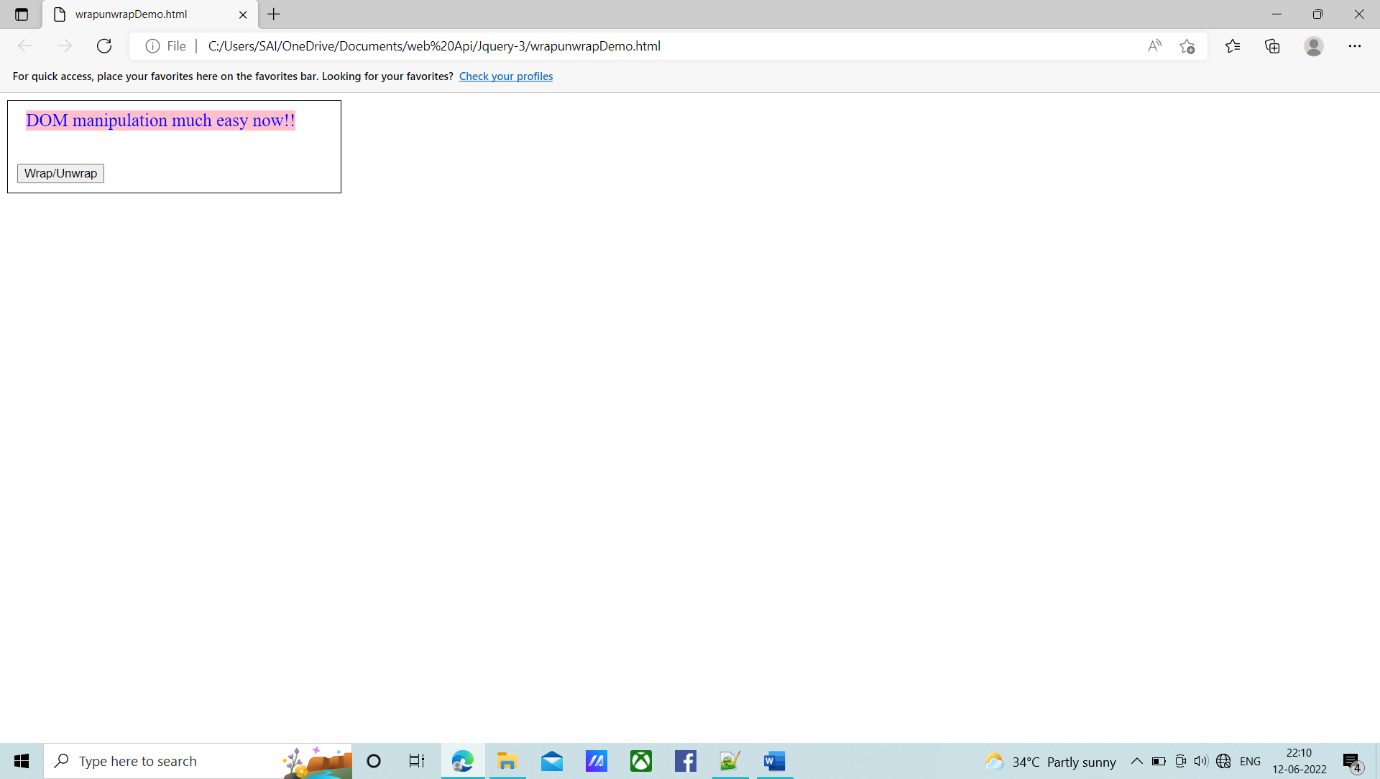 wrapunwrapDemo.html
File | C:/Users/SAI/OneDrive/Documents/web%20Api/Jquery-3/wrapunwrapDemo.html
For quick access, place your favorites here on the favorites bar. Looking for your favorites? Check your profiles
DOM manipulation much easy now!!
Wrap/Unwrap
Type here to search
34°C Partly sunny
ENG
22:10
12-06-2022
4